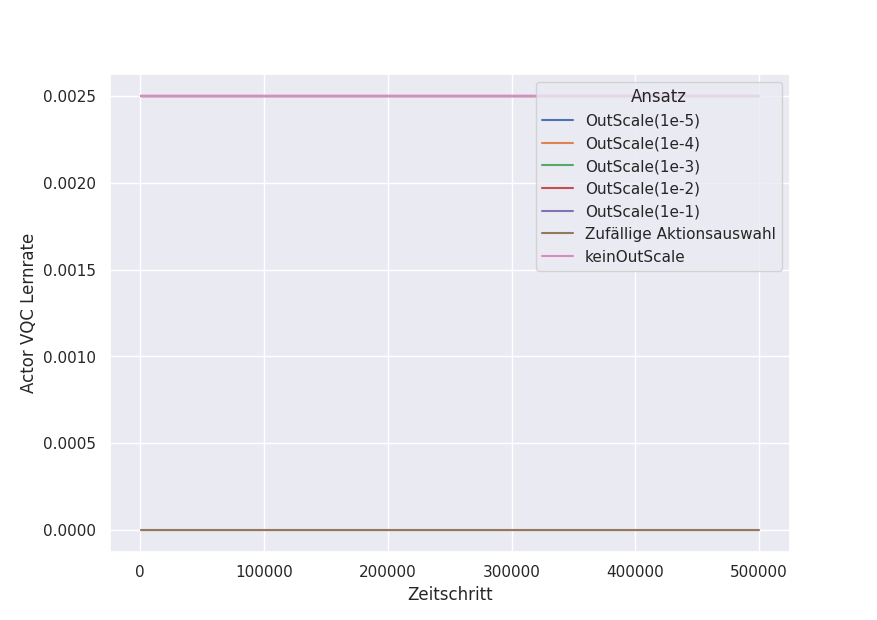 0.0025
0.0020
0.0015
0.0010
0.0005
0.0000
Actor VQC Lernrate
Ansatz
OutScale(1e-5)
OutScale(1e-4)
OutScale(1e-3)
OutScale(1e-2)
OutScale(1e-1)
Zufällige Aktionsauswahl
keinOutScale
0 100000 200000 300000 400000 500000
Zeitschritt